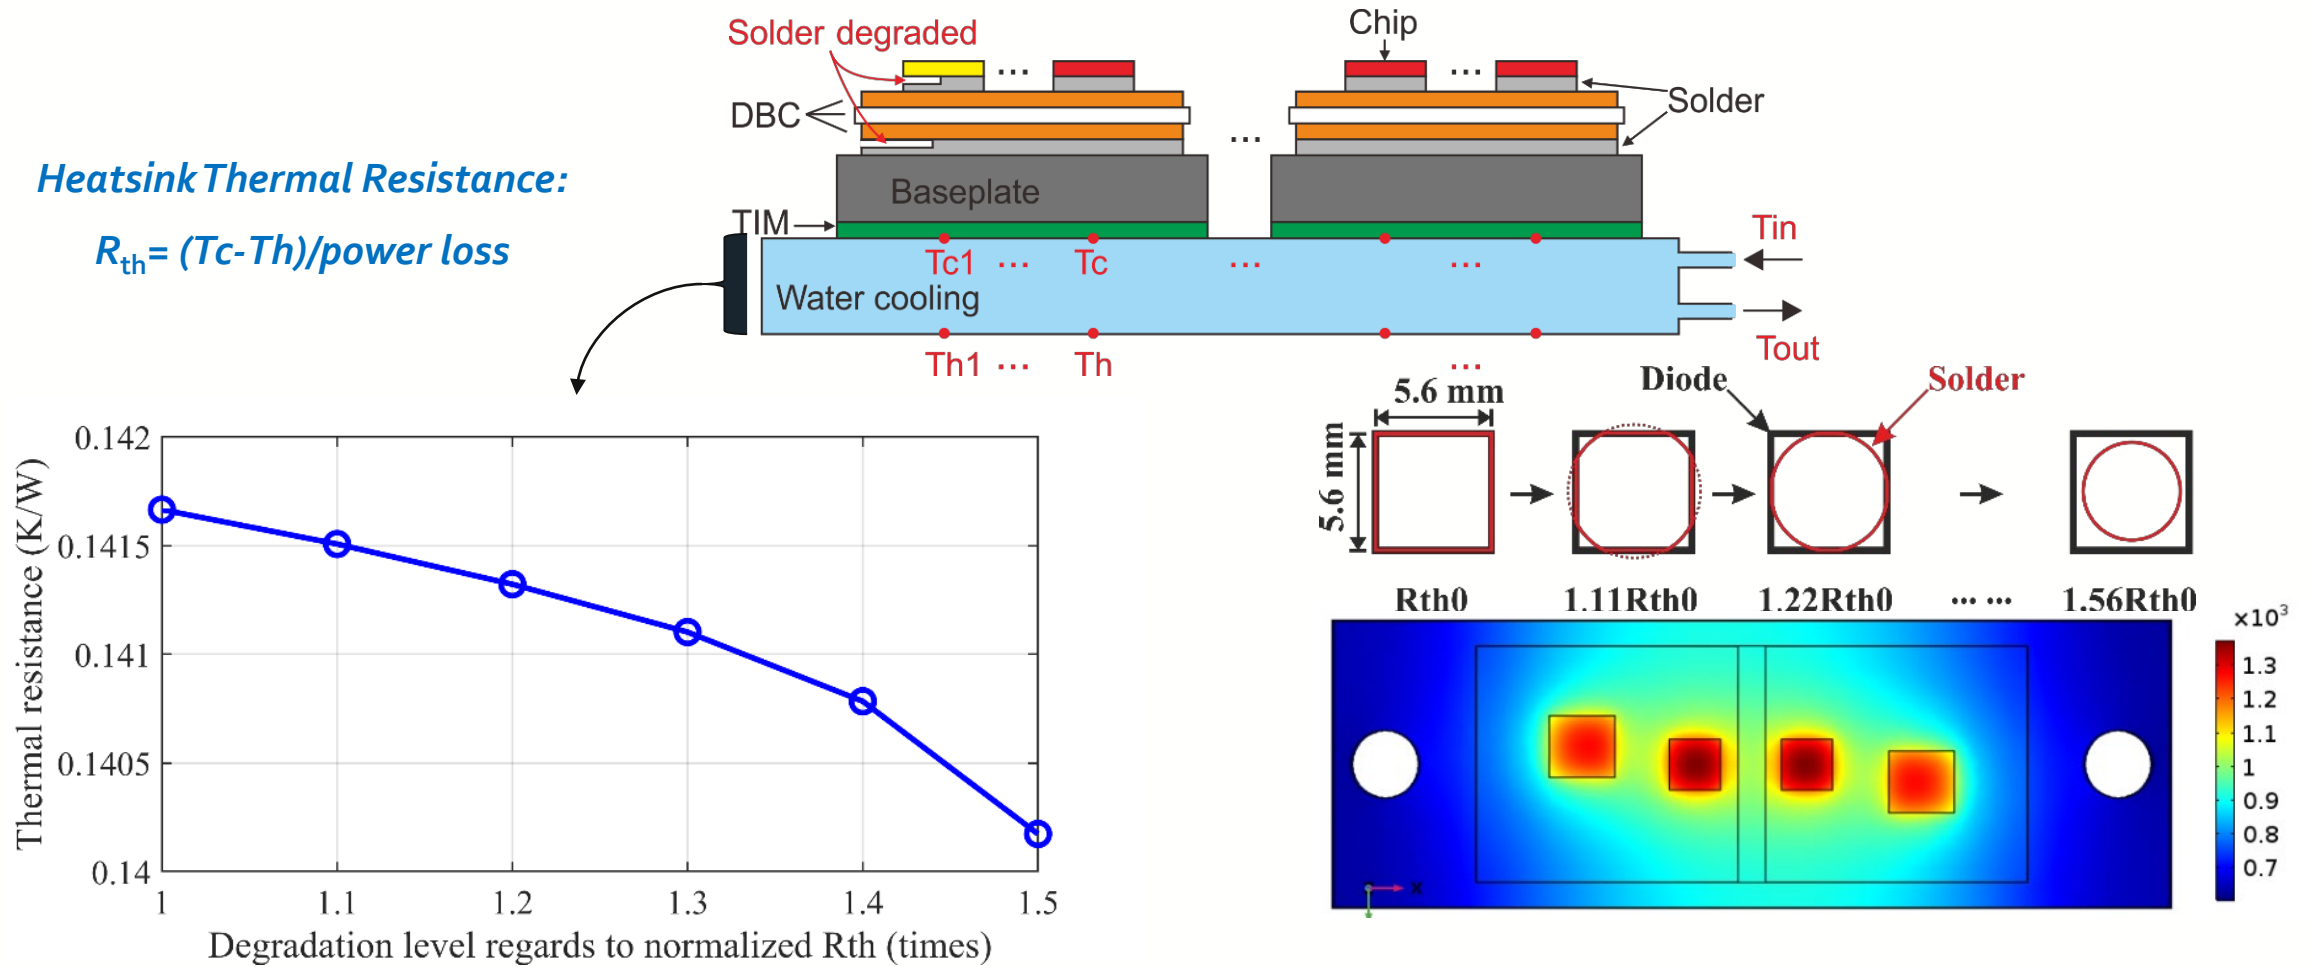 Heatsink Thermal Resistance:
Rth= (Tc-Th)/power loss
Solder degraded
Chip
...
...
DBC
Solder
...
Baseplate
TIM
Tin
Tc1 ... Tc ... ...
Water cooling
Tout
Th1 ... Th ...
0.142
0.1415
0.141
0.1405
0.14
1 1.1 1.2 1.3 1.4 1.5
Thermal resistance (K/W)
Degradation level regards to normalized Rth (times)
5.6 mm
5.6 mm
Diode
Solder
Rth0 1.11Rth0 1.22Rth0 ... ... 1.56Rth0
×10³
1.3
1.2
1.1
1
0.9
0.8
0.7
x